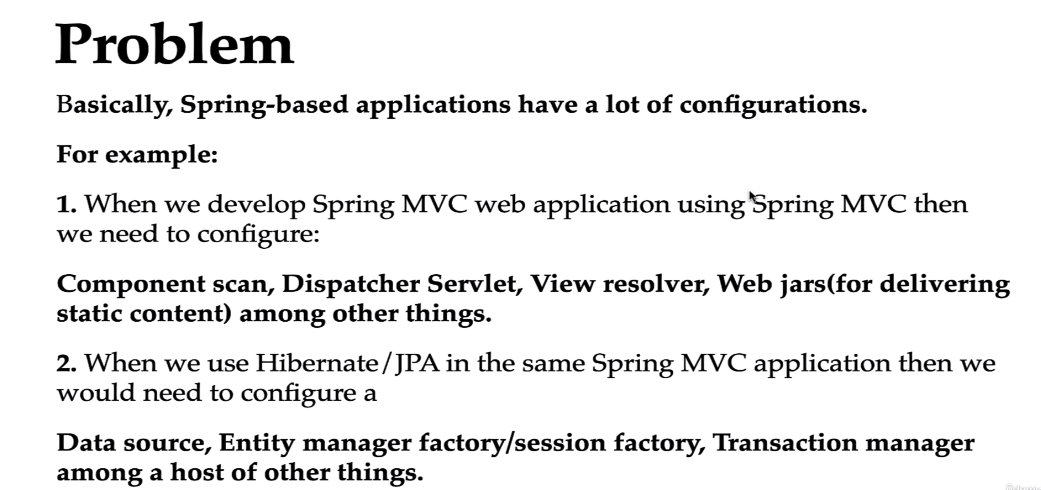 Problem
Basically, Spring-based applications have a lot of configurations.
For example:
1. When we develop Spring MVC web application using Spring MVC then
we need to configure:
Component scan, Dispatcher Servlet, View resolver, Web jars(for delivering
static content) among other things.
2. When we use Hibernate/JPA in the same Spring MVC application then we
would need to configure a
Data source, Entity manager factory/session factory, Transaction manager
among a host of other things.